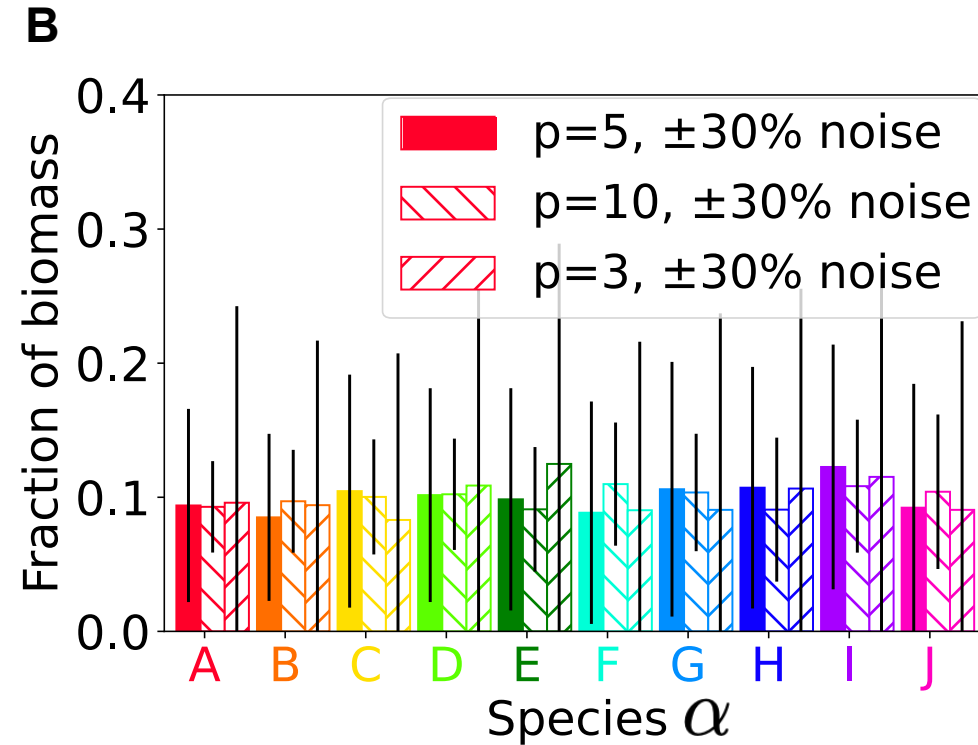 B
0.4
0.3
0.2
0.1
0.0
Fraction of biomass
p=5, ±30% noise
p=10, ±30% noise
p=3, ±30% noise
A B C D E F G H I J
Species α